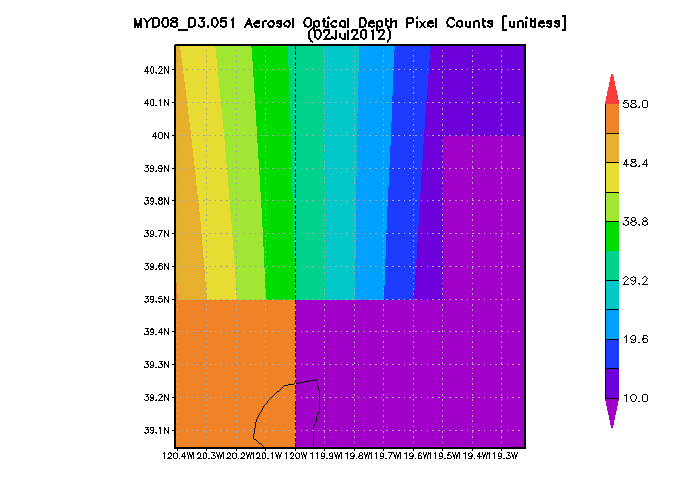 MYD08_D3.051 Aerosol Optical Depth Pixel Counts [unitless]
(02Jul2012)
40.2N
40.1N
40N
39.9N
39.8N
39.7N
39.6N
39.5N
39.4N
39.3N
39.2N
39.1N
120.4W 120.3W 120.2W 120.1W 120W 119.9W 119.8W 119.7W 119.6W 119.5W 119.4W 119.3W
58.0
48.4
38.8
29.2
19.6
10.0